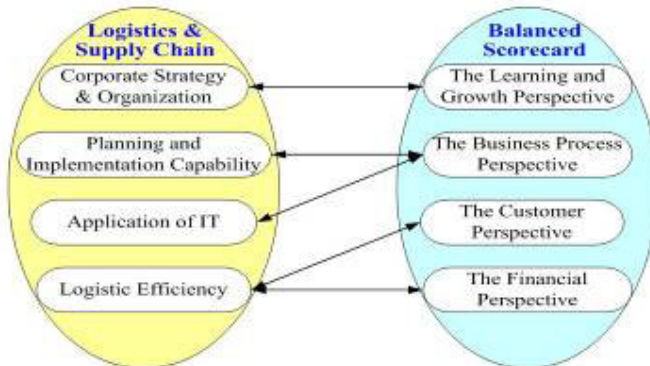 Logistics &
Supply Chain
Corporate Strategy
& Organization
Planning and
Implementation Capability
Application of IT
Logistic Efficiency
Balanced
Scorecard
The Learning and
Growth Perspective
The Business Process
Perspective
The Customer
Perspective
The Financial
Perspective